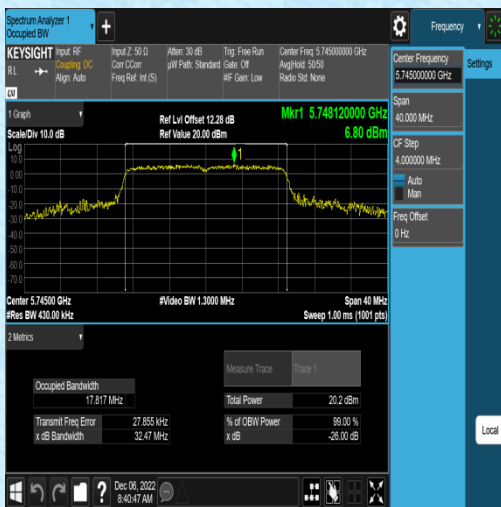 Spectrum Analyzer 1
Occupied BW
+
Frequency
KEYSIGHT
Input: RF
Coupling: DC
Align: Auto
Input Z: 50 Ω
Corr CCorr
Freq Ref: Int (S)
Atten: 30 dB
µW Path: Standard
Trig: Free Run
Gate: Off
#IF Gain: Low
Center Freq: 5.745000000 GHz
Avg|Hold: 50/50
Radio Std: None
R L
LXI
Center Frequency
5.745000000 GHz
Settings
Span
40.000 MHz
CF Step
4.000000 MHz
Auto
Man
Freq Offset
0 Hz
Local
1 Graph
Scale/Div 10.0 dB
Ref Lvl Offset 12.28 dB
Ref Value 20.00 dBm
Mkr1 5.748120000 GHz
6.80 dBm
Log
10.0
0.00
-10.0
-20.0
-30.0
-40.0
-50.0
-60.0
-70.0
1
Center 5.74500 GHz
#Res BW 430.00 kHz
#Video BW 1.3000 MHz
Span 40 MHz
Sweep 1.00 ms (1001 pts)
2 Metrics
Measure Trace
Trace 1
Occupied Bandwidth
17.817 MHz
Total Power
20.2 dBm
Transmit Freq Error
27.855 kHz
% of OBW Power
99.00 %
x dB Bandwidth
32.47 MHz
x dB
-26.00 dB
?
Dec 06, 2022
8:40:47 AM